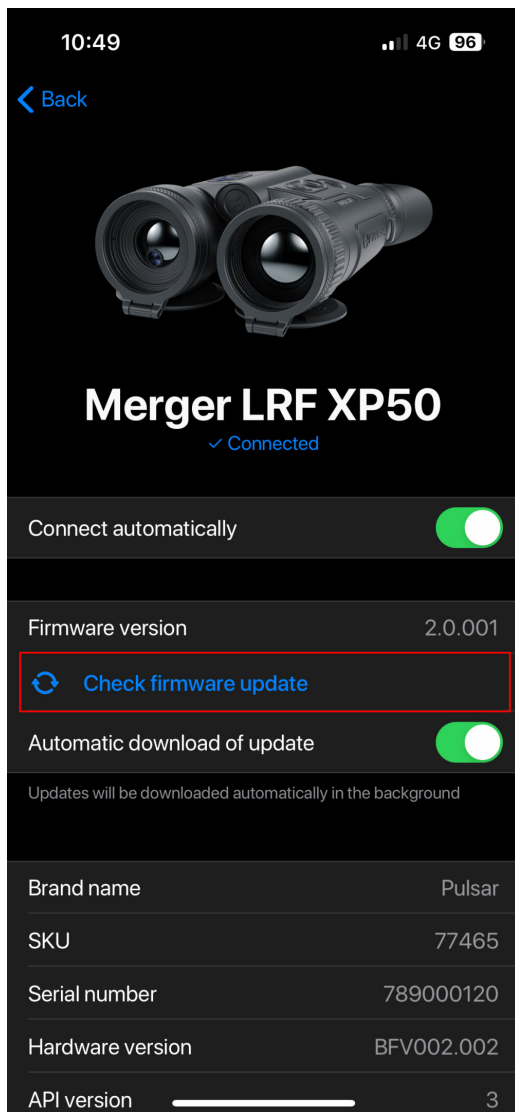 10:49 4G 96
Back
Merger LRF XP50
Connected
Connect automatically
Firmware version 2.0.001
Check firmware update
Automatic download of update
Updates will be downloaded automatically in the background
Brand name Pulsar
SKU 77465
Serial number 789000120
Hardware version BFV002.002
API version 3